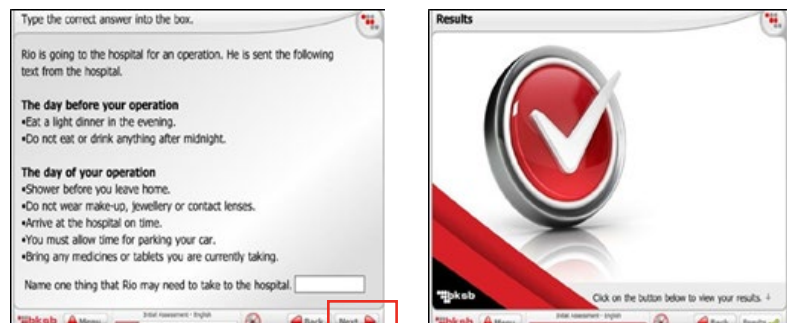 Type the correct answer into the box.
Rio is going to the hospital for an operation. He is sent the following
text from the hospital.
The day before your operation
•Eat a light dinner in the evening.
•Do not eat or drink anything after midnight.
The day of your operation
•Shower before you leave home.
•Do not wear make-up, jewellery or contact lenses.
•Arrive at the hospital on time.
•You must allow time for parking your car.
•Bring any medicines or tablets you are currently taking.
Name one thing that Rio may need to take to the hospital.
bksb
Menu
Initial Assessment - English
Back
Next
Results
bksb
Click on the button below to view your results. ↓
bksb
Menu
Initial Assessment - English
Back
Results